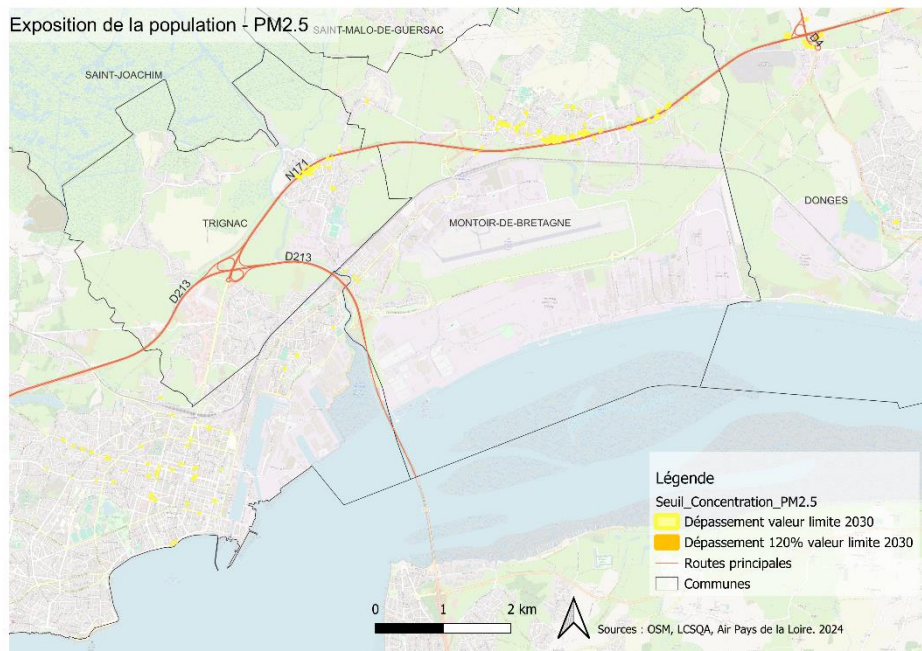 Exposition de la population - PM2.5
SAINT-MALO-DE-GUERSAC
D4
SAINT-JOACHIM
N171
DONGES
TRIGNAC
MONTOIR-DE-BRETAGNE
D213
D213
Légende
Seuil_Concentration_PM2.5
Dépassement valeur limite 2030
Dépassement 120% valeur limite 2030
Routes principales
Communes
0 1 2 km
Sources : OSM, LCSQA, Air Pays de la Loire. 2024